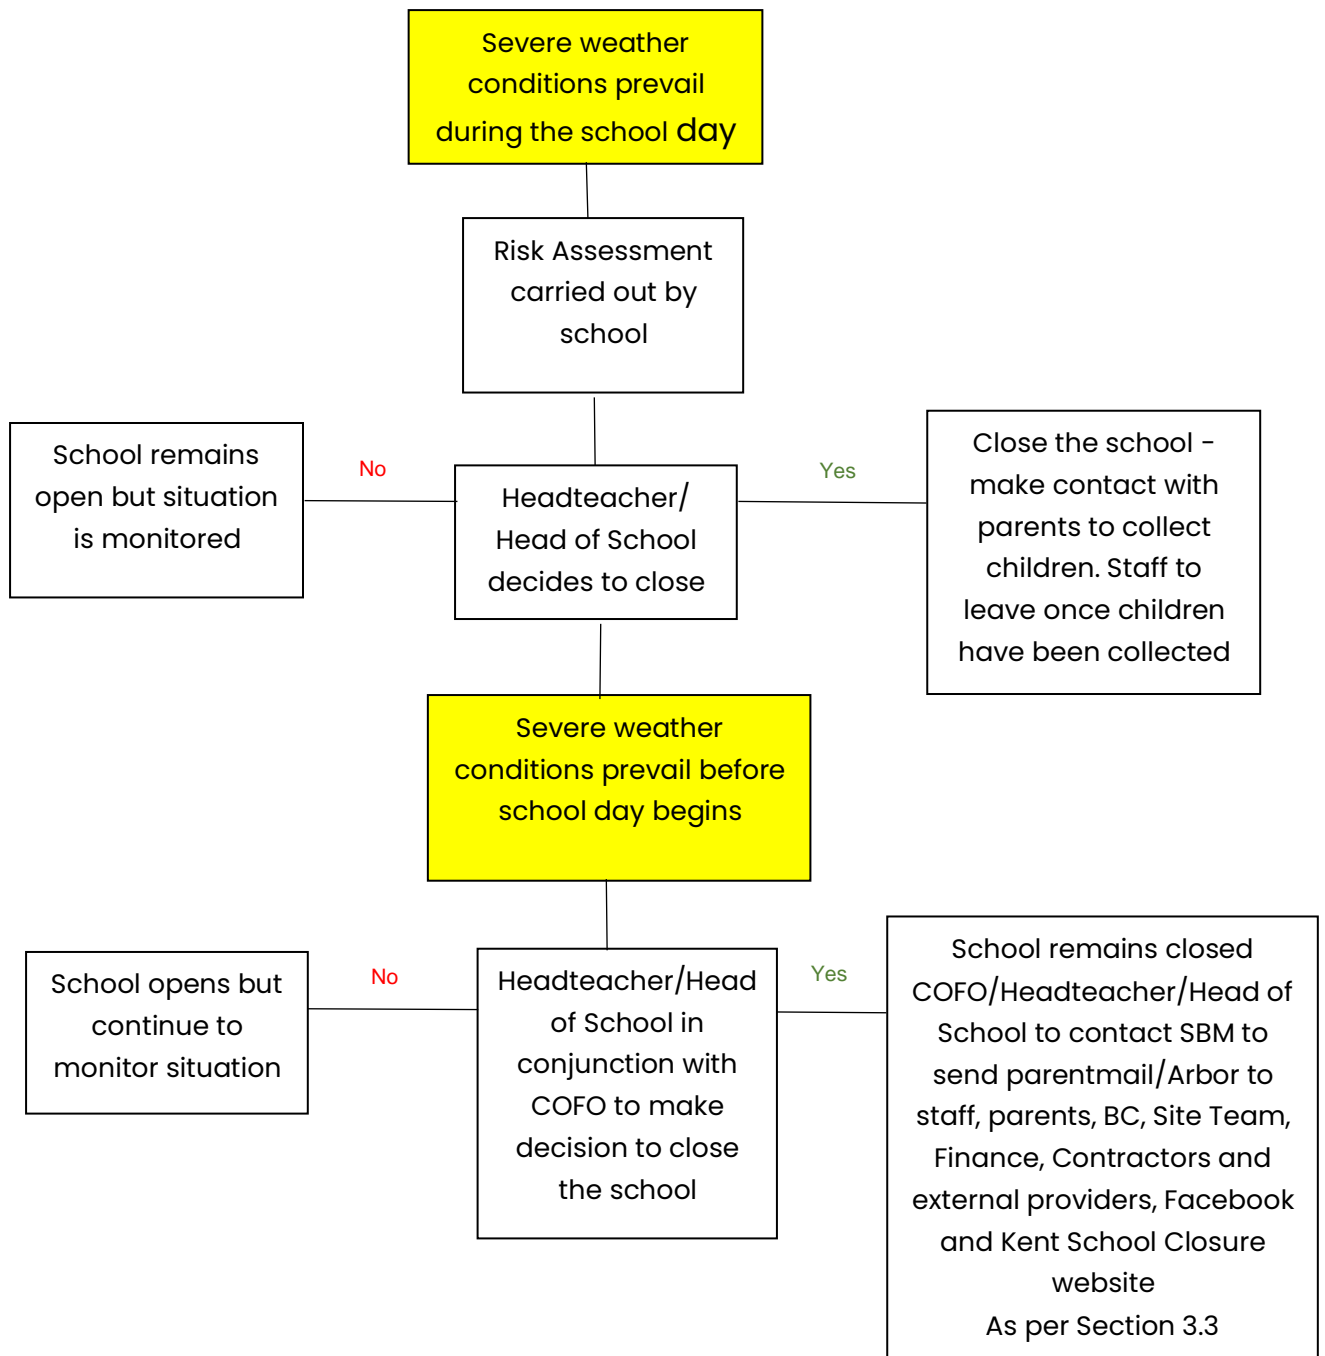 Severe weather
conditions prevail
during the school day
Risk Assessment
carried out by
school
School remains
open but situation
is monitored
No
Headteacher/
Head of School
decides to close
Yes
Close the school -
make contact with
parents to collect
children. Staff to
leave once children
have been collected
Severe weather
conditions prevail before
school day begins
School opens but
continue to
monitor situation
No
Headteacher/Head
of School in
conjunction with
COFO to make
decision to close
the school
Yes
School remains closed
COFO/Headteacher/Head of
School to contact SBM to
send parentmail/Arbor to
staff, parents, BC, Site Team,
Finance, Contractors and
external providers, Facebook
and Kent School Closure
website
As per Section 3.3